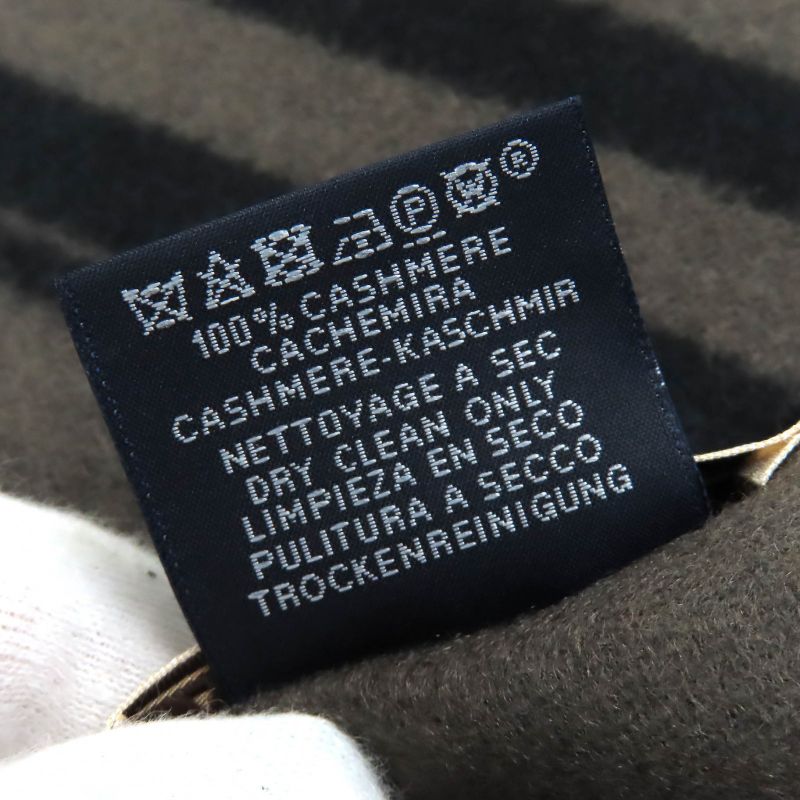 ®
100% CASHMERE
CACHEMIRA
CASHMERE-KASCHMIR
NETTOYAGE A SEC
DRY CLEAN ONLY
LIMPIEZA EN SECO
PULITURA A SECCO
TROCKENREINIGUNG